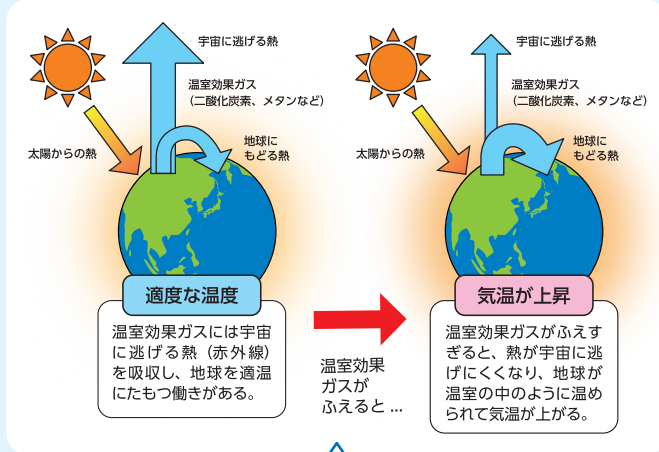 宇宙に逃げる熱
温室効果ガス
（二酸化炭素、メタンなど）
太陽からの熱
地球に
もどる熱
適度な温度
温室効果ガスには宇宙
に逃げる熱（赤外線）
を吸収し、地球を適温
にたもつ働きがある。
温室効果
ガスが
ふえると ...
宇宙に逃げる熱
温室効果ガス
（二酸化炭素、メタンなど）
太陽からの熱
地球に
もどる熱
気温が上昇
温室効果ガスがふえす
ぎると、熱が宇宙に逃
げにくくなり、地球が
温室の中のように温め
られて気温が上がる。